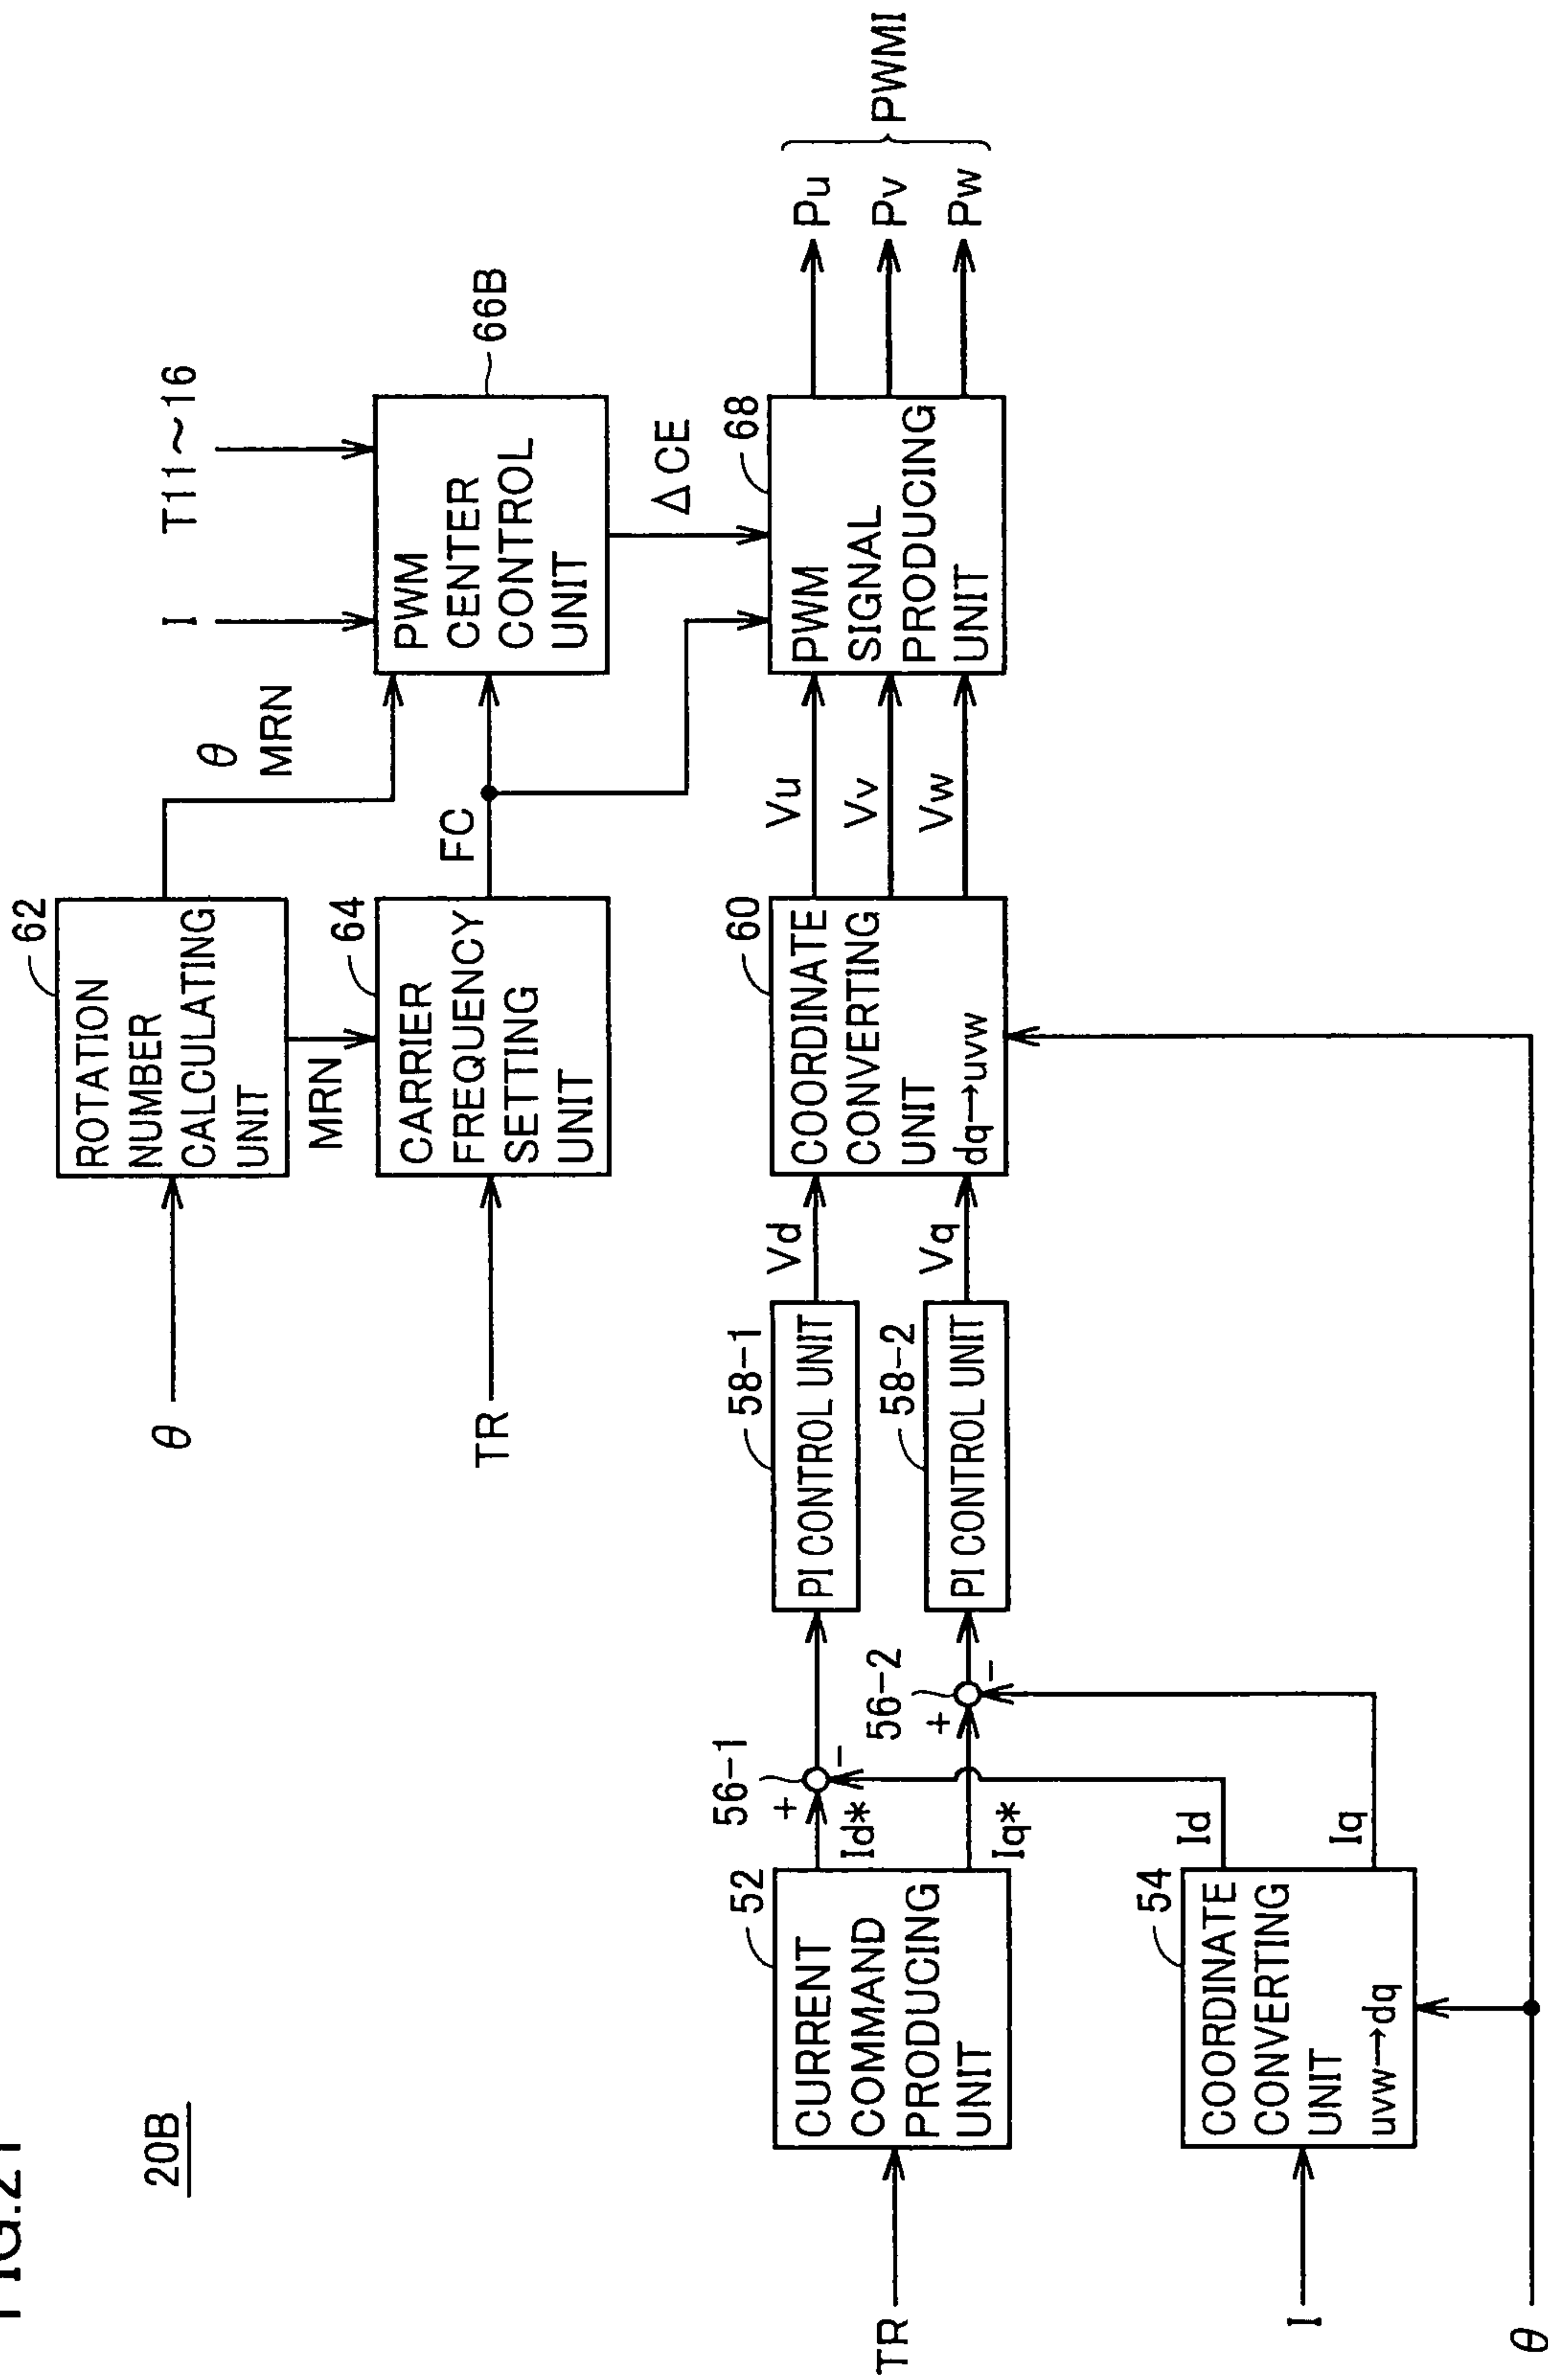 FIG.21
20B
θ
62
ROTATION
NUMBER
CALCULATING
UNIT
θ
MRN
MRN
TR
64
CARRIER
FREQUENCY
SETTING
UNIT
FC
I
T11~16
PWM
CENTER
CONTROL
UNIT
66B
ΔCE
TR
52
CURRENT
COMMAND
PRODUCING
UNIT
Id*
Iq*
+
56-1
-
+
56-2
-
58-1
PI CONTROL UNIT
58-2
PI CONTROL UNIT
Vd
Vq
60
COORDINATE
CONVERTING
UNIT
dq→uvw
Vu
Vv
Vw
68
PWM
SIGNAL
PRODUCING
UNIT
Pu
Pv
Pw
PWMI
I
54
COORDINATE
CONVERTING
UNIT
uvw→dq
Id
Iq
θ